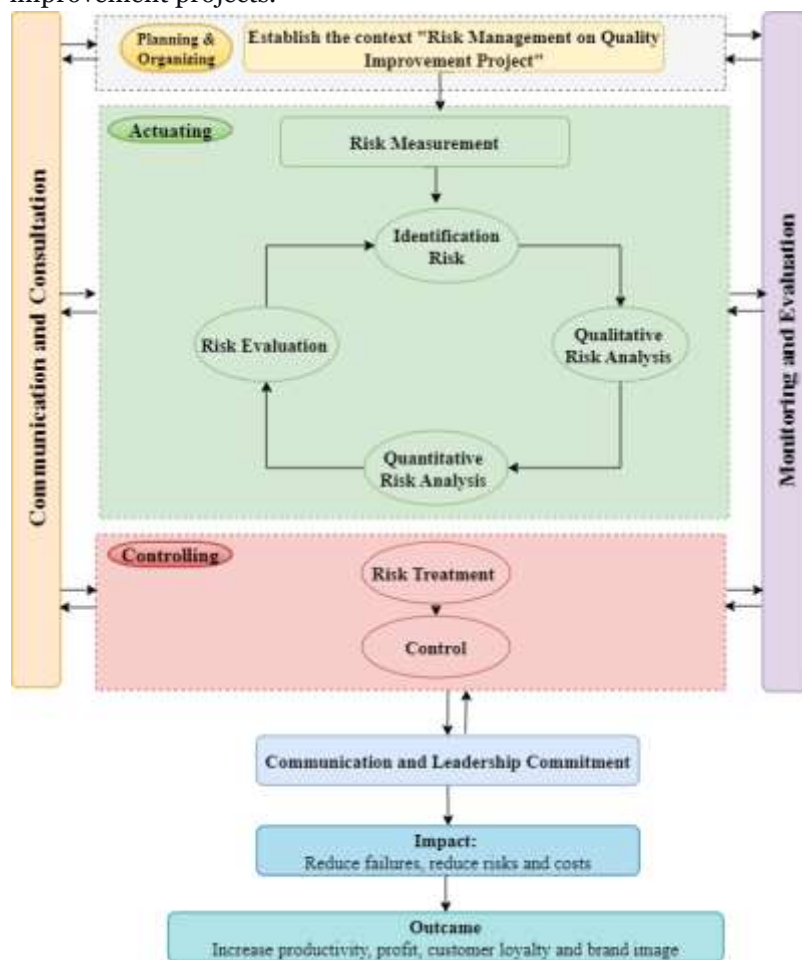 improvement projects.
Planning &
Organizing
Establish the context "Risk Management on Quality
Improvement Project"
Actuating
Risk Measurement
Identification
Risk
Risk Evaluation
Qualitative
Risk Analysis
Quantitative
Risk Analysis
Communication and Consultation
Monitoring and Evaluation
Controlling
Risk Treatment
Control
Communication and Leadership Commitment
Impact:
Reduce failures, reduce risks and costs
Outcome
Increase productivity, profit, customer loyalty and brand image